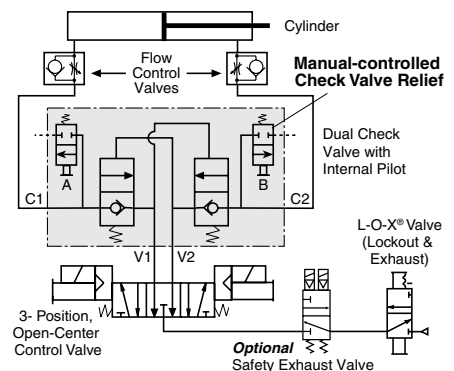 Cylinder
Flow
Control
Valves
Manual-controlled
Check Valve Relief
Dual Check
Valve with
Internal Pilot
A
B
C1
C2
V1
V2
L-O-X® Valve
(Lockout &
Exhaust)
3- Position,
Open-Center
Control Valve
Optional
Safety Exhaust Valve